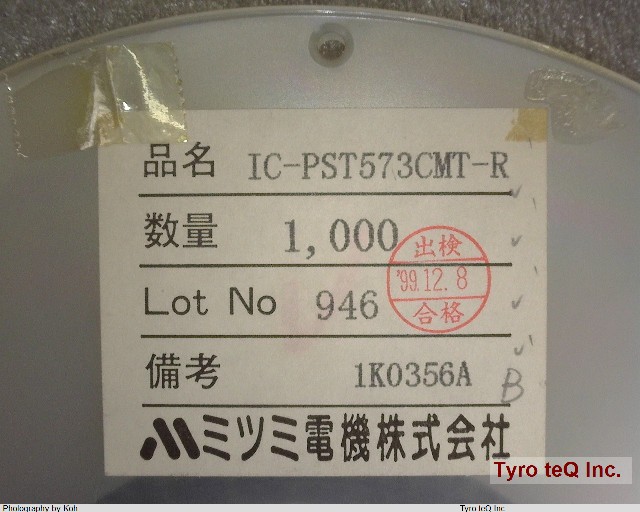 品名 IC-PST573CMT-R
数量 1,000
出検
'99.12.8
合格
Lot No 946
備考 1K0356A B
ミツミ電機株式会社
Tyro teQ Inc.
Photography by Koh
Tyro teQ Inc